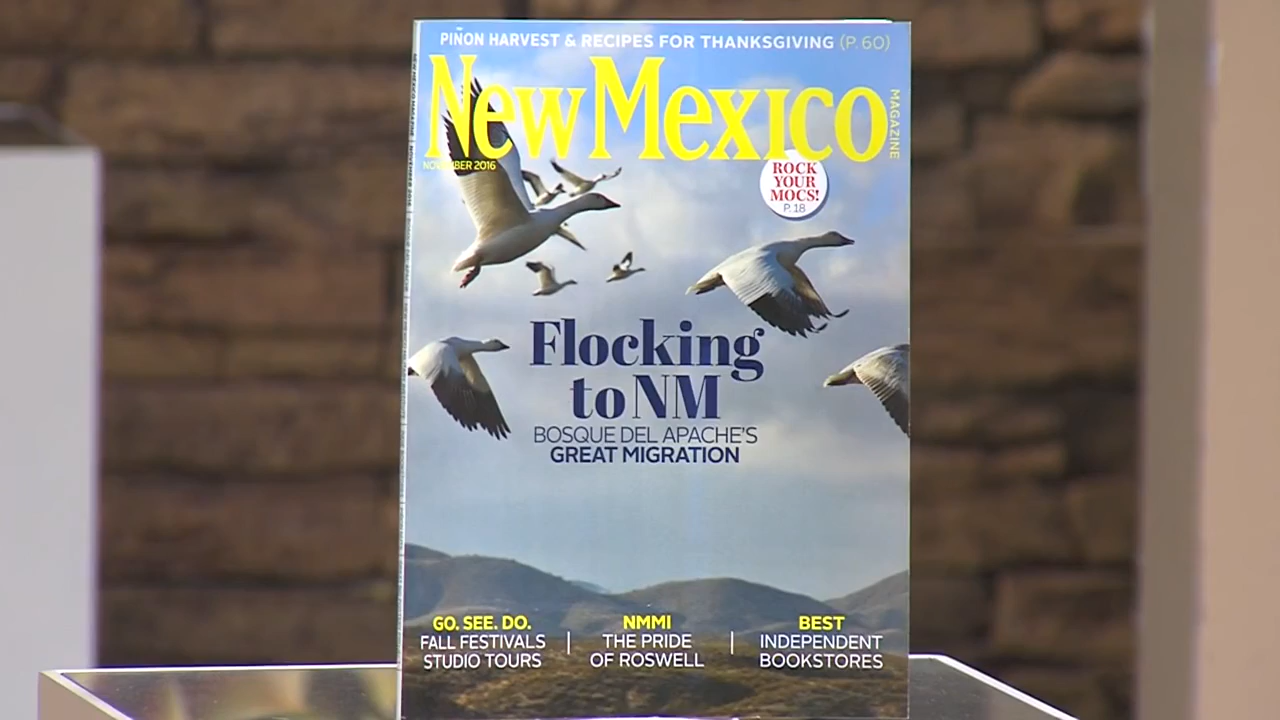 PIÑON HARVEST & RECIPES FOR THANKSGIVING (P. 60)
New Mexico
MAGAZINE
NOVEMBER 2016
ROCK
YOUR
MOCS!
P. 18
Flocking
to NM
BOSQUE DEL APACHE'S
GREAT MIGRATION
GO. SEE. DO.
FALL FESTIVALS
STUDIO TOURS
NMMI
THE PRIDE
OF ROSWELL
BEST
INDEPENDENT
BOOKSTORES